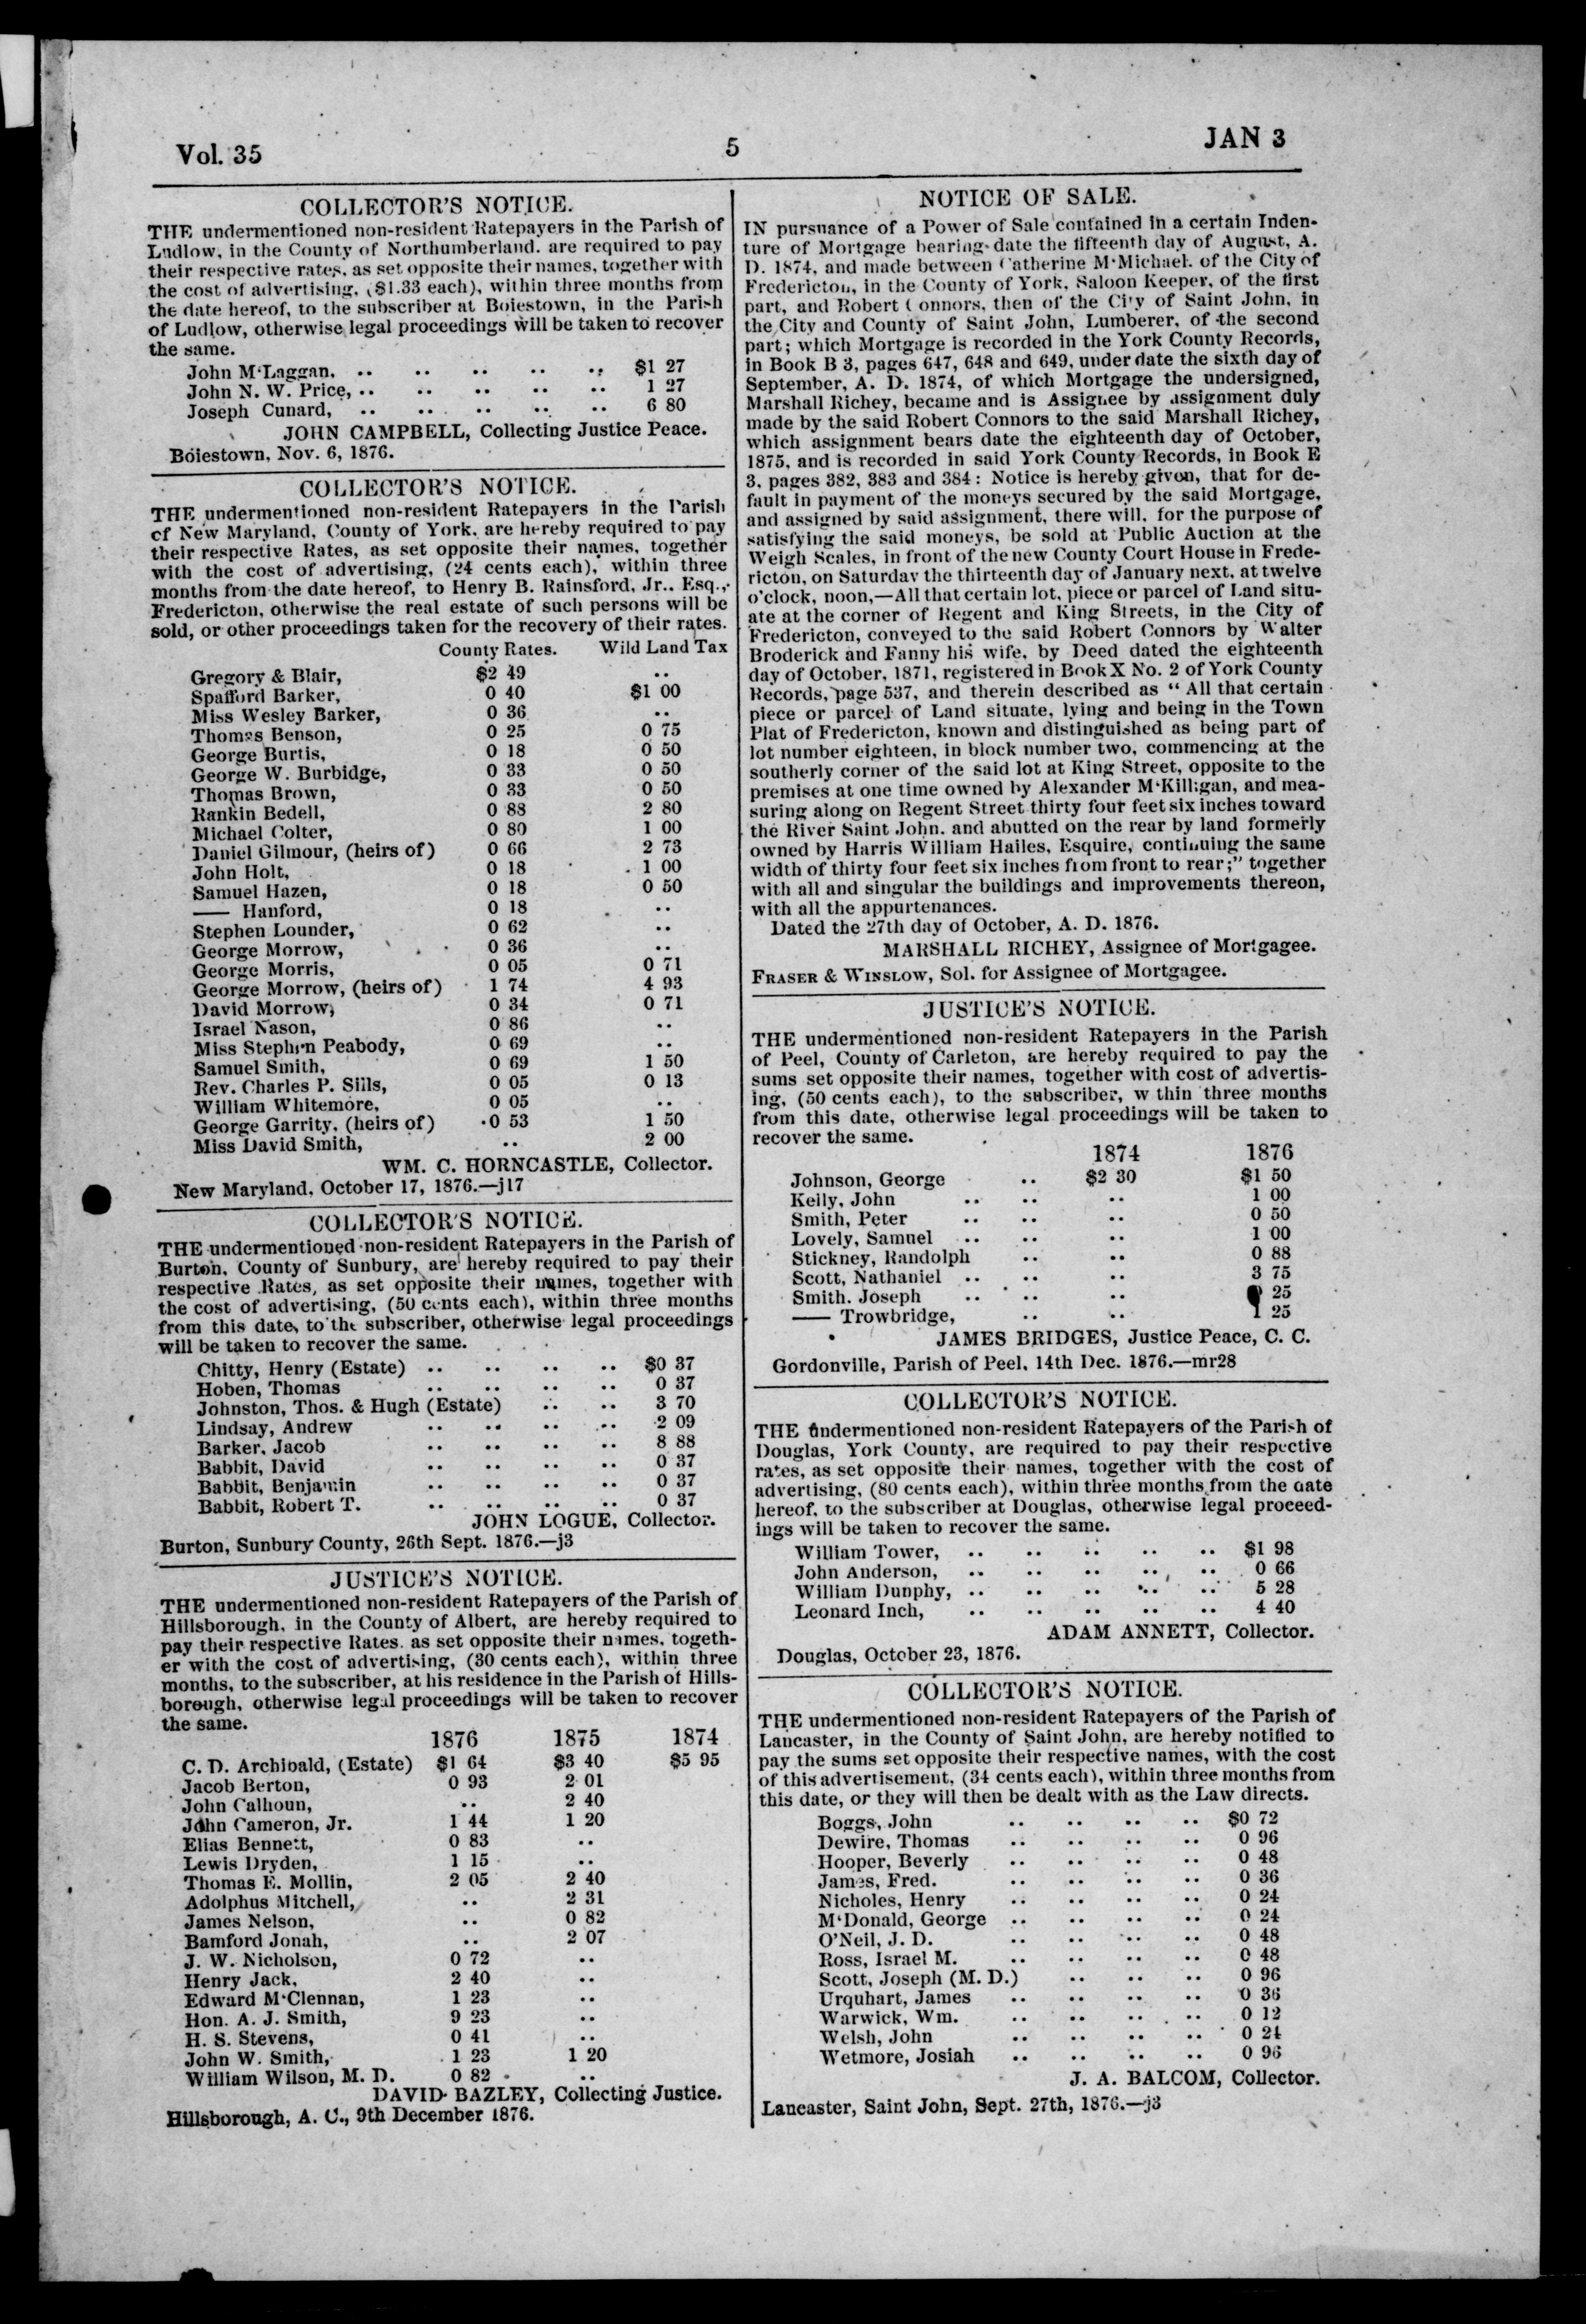 Vol. 35
5
JAN 3
COLLECTOR'S NOTICE.
THE undermentioned non-resident Ratepayers in the Parish of
Ludlow, in the County of Northumberland, are required to pay
their respective rates, as set opposite their names, together with
the cost of advertising, ($1.33 each), within three months from
the date hereof, to the subscriber at Boiestown, in the Parish
of Ludlow, otherwise legal proceedings will be taken to recover
the same.
John M'Laggan, .. .. .. .. .. $1 27
John N. W. Price, .. .. .. .. .. 1 27
Joseph Cunard, .. .. .. .. .. 6 80
JOHN CAMPBELL, Collecting Justice Peace.
Boiestown, Nov. 6, 1876.
COLLECTOR'S NOTICE.
THE undermentioned non-resident Ratepayers in the Parish
of New Maryland, County of York, are hereby required to pay
their respective Rates, as set opposite their names, together
with the cost of advertising, (24 cents each), within three
months from the date hereof, to Henry B. Rainsford, Jr., Esq.,
Fredericton, otherwise the real estate of such persons will be
sold, or other proceedings taken for the recovery of their rates.
County Rates. Wild Land Tax
Gregory & Blair, $2 49 ..
Spafford Barker, 0 40 $1 00
Miss Wesley Barker, 0 36 ..
Thomas Benson, 0 25 0 75
George Burtis, 0 18 0 50
George W. Burbidge, 0 33 0 50
Thomas Brown, 0 33 0 50
Rankin Bedell, 0 88 2 80
Michael Colter, 0 80 1 00
Daniel Gilmour, (heirs of) 0 66 2 73
John Holt, 0 18 1 00
Samuel Hazen, 0 18 0 50
—— Hanford, 0 18 ..
Stephen Lounder, 0 62 ..
George Morrow, 0 36 ..
George Morris, 0 05 0 71
George Morrow, (heirs of) 1 74 4 93
David Morrow, 0 34 0 71
Israel Nason, 0 86 ..
Miss Stephen Peabody, 0 69 ..
Samuel Smith, 0 69 1 50
Rev. Charles P. Sills, 0 05 0 13
William Whitemore, 0 05 ..
George Garrity, (heirs of) 0 53 1 50
Miss David Smith, .. 2 00
WM. C. HORNCASTLE, Collector.
New Maryland, October 17, 1876.—j17
COLLECTOR'S NOTICE.
THE undermentioned non-resident Ratepayers in the Parish of
Burton, County of Sunbury, are hereby required to pay their
respective Rates, as set opposite their names, together with
the cost of advertising, (50 cents each), within three months
from this date, to the subscriber, otherwise legal proceedings
will be taken to recover the same.
Chitty, Henry (Estate) .. .. .. .. $0 37
Hoben, Thomas .. .. .. .. 0 37
Johnston, Thos. & Hugh (Estate) .. .. 3 70
Lindsay, Andrew .. .. .. .. 2 09
Barker, Jacob .. .. .. .. 8 88
Babbit, David .. .. .. .. 0 37
Babbit, Benjamin .. .. .. .. 0 37
Babbit, Robert T. .. .. .. .. 0 37
JOHN LOGUE, Collector.
Burton, Sunbury County, 26th Sept. 1876.—j3
JUSTICE'S NOTICE.
THE undermentioned non-resident Ratepayers of the Parish of
Hillsborough, in the County of Albert, are hereby required to
pay their respective Rates, as set opposite their names, togeth-
er with the cost of advertising, (30 cents each), within three
months, to the subscriber, at his residence in the Parish of Hills-
borough, otherwise legal proceedings will be taken to recover
the same.
1876 1875 1874
C. D. Archibald, (Estate) $1 64 $3 40 $5 95
Jacob Berton, 0 93 2 01
John Calhoun, .. 2 40
John Cameron, Jr. 1 44 1 20
Elias Bennett, 0 83 ..
Lewis Dryden, 1 15 ..
Thomas E. Mollin, 2 05 2 40
Adolphus Mitchell, .. 2 31
James Nelson, .. 0 82
Bamford Jonah, .. 2 07
J. W. Nicholson, 0 72 ..
Henry Jack, 2 40 ..
Edward M'Clennan, 1 23 ..
Hon. A. J. Smith, 9 23 ..
H. S. Stevens, 0 41 ..
John W. Smith, 1 23 1 20
William Wilson, M. D. 0 82 ..
DAVID BAZLEY, Collecting Justice.
Hillsborough, A. C., 9th December 1876.
NOTICE OF SALE.
IN pursuance of a Power of Sale contained in a certain Inden-
ture of Mortgage bearing date the fifteenth day of August, A.
D. 1874, and made between Catherine M'Michael, of the City of
Fredericton, in the County of York, Saloon Keeper, of the first
part, and Robert Connors, then of the City of Saint John, in
the City and County of Saint John, Lumberer, of the second
part; which Mortgage is recorded in the York County Records,
in Book B 3, pages 647, 648 and 649, under date the sixth day of
September, A. D. 1874, of which Mortgage the undersigned,
Marshall Richey, became and is Assignee by assignment duly
made by the said Robert Connors to the said Marshall Richey,
which assignment bears date the eighteenth day of October,
1875, and is recorded in said York County Records, in Book E
3, pages 382, 383 and 384: Notice is hereby given, that for de-
fault in payment of the moneys secured by the said Mortgage,
and assigned by said assignment, there will, for the purpose of
satisfying the said moneys, be sold at Public Auction at the
Weigh Scales, in front of the new County Court House in Frede-
ricton, on Saturday the thirteenth day of January next, at twelve
o'clock, noon,—All that certain lot, piece or parcel of Land situ-
ate at the corner of Regent and King Streets, in the City of
Fredericton, conveyed to the said Robert Connors by Walter
Broderick and Fanny his wife, by Deed dated the eighteenth
day of October, 1871, registered in Book X No. 2 of York County
Records, page 537, and therein described as "All that certain
piece or parcel of Land situate, lying and being in the Town
Plat of Fredericton, known and distinguished as being part of
lot number eighteen, in block number two, commencing at the
southerly corner of the said lot at King Street, opposite to the
premises at one time owned by Alexander M'Killigan, and mea-
suring along on Regent Street thirty four feet six inches toward
the River Saint John, and abutted on the rear by land formerly
owned by Harris William Hailes, Esquire, continuing the same
width of thirty four feet six inches from front to rear;" together
with all and singular the buildings and improvements thereon,
with all the appurtenances.
Dated the 27th day of October, A. D. 1876.
MARSHALL RICHEY, Assignee of Mortgagee.
FRASER & WINSLOW, Sol. for Assignee of Mortgagee.
JUSTICE'S NOTICE.
THE undermentioned non-resident Ratepayers in the Parish
of Peel, County of Carleton, are hereby required to pay the
sums set opposite their names, together with cost of advertis-
ing, (50 cents each), to the subscriber, w thin three months
from this date, otherwise legal proceedings will be taken to
recover the same.
1874 1876
Johnson, George .. $2 30 $1 50
Kelly, John .. .. .. 1 00
Smith, Peter .. .. .. 0 50
Lovely, Samuel .. .. .. 1 00
Stickney, Randolph .. .. 0 88
Scott, Nathaniel .. .. .. 3 75
Smith. Joseph .. .. .. 25
—— Trowbridge, .. .. 1 25
JAMES BRIDGES, Justice Peace, C. C.
Gordonville, Parish of Peel, 14th Dec. 1876.—mr28
COLLECTOR'S NOTICE.
THE undermentioned non-resident Ratepayers of the Parish of
Douglas, York County, are required to pay their respective
rates, as set opposite their names, together with the cost of
advertising, (80 cents each), within three months from the date
hereof, to the subscriber at Douglas, otherwise legal proceed-
ings will be taken to recover the same.
William Tower, .. .. .. .. .. $1 98
John Anderson, .. .. .. .. .. 0 66
William Dunphy, .. .. .. .. .. 5 28
Leonard Inch, .. .. .. .. .. 4 40
ADAM ANNETT, Collector.
Douglas, October 23, 1876.
COLLECTOR'S NOTICE.
THE undermentioned non-resident Ratepayers of the Parish of
Lancaster, in the County of Saint John, are hereby notified to
pay the sums set opposite their respective names, with the cost
of this advertisement, (34 cents each), within three months from
this date, or they will then be dealt with as the Law directs.
Boggs, John .. .. .. .. $0 72
Dewire, Thomas .. .. .. .. 0 96
Hooper, Beverly .. .. .. .. 0 48
James, Fred. .. .. .. .. 0 36
Nicholes, Henry .. .. .. .. 0 24
M'Donald, George .. .. .. .. 0 24
O'Neil, J. D. .. .. .. .. 0 48
Ross, Israel M. .. .. .. .. 0 48
Scott, Joseph (M. D.) .. .. .. 0 96
Urquhart, James .. .. .. .. 0 36
Warwick, Wm. .. .. .. .. 0 12
Welsh, John .. .. .. .. 0 24
Wetmore, Josiah .. .. .. .. 0 96
J. A. BALCOM, Collector.
Lancaster, Saint John, Sept. 27th, 1876.—j3